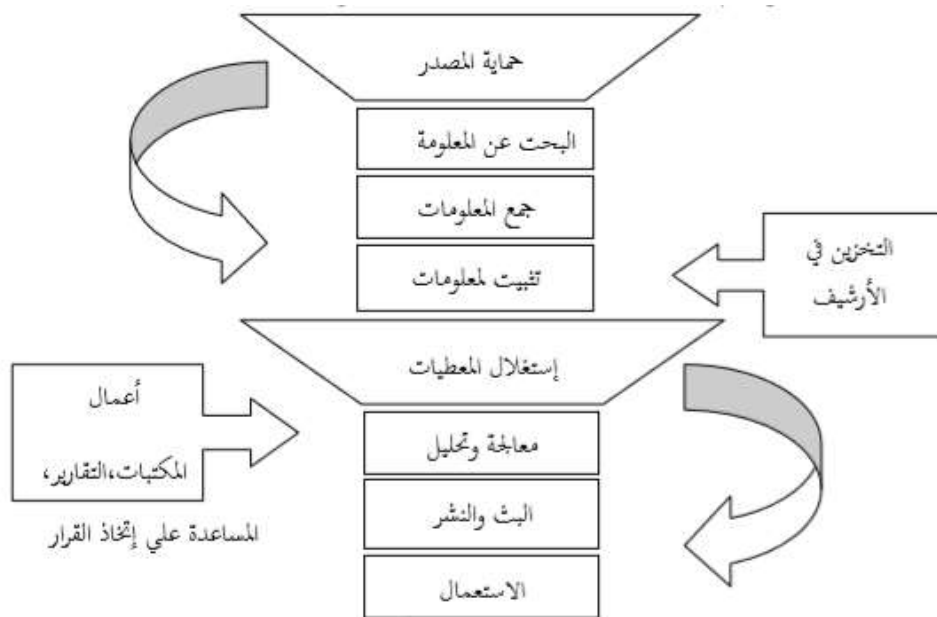 حماية المصدر
البحت عن المعلومة
جمع المعلومات
تثبيت لمعلومات
التخزين في
الأرشيف
إستغلال المعطيات
أعمال
المكتبات،التقارير،
المساعدة علي إتخاذ القرار
معالجة وتحليل
البث والنشر
الاستعمال